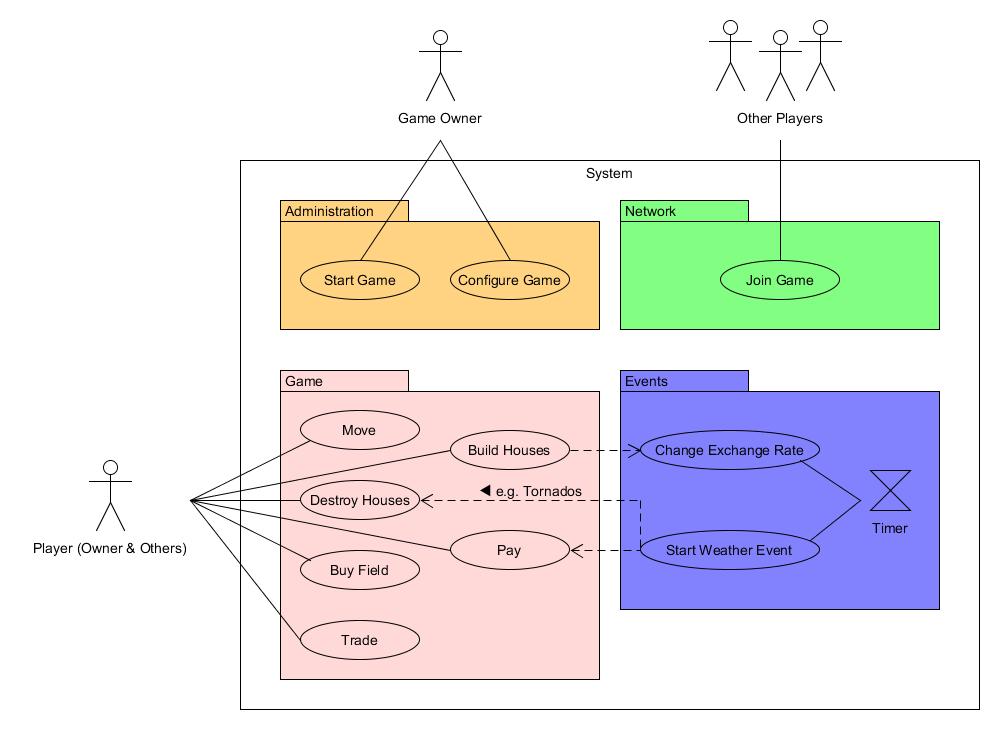 Game Owner
Other Players
System
Administration
Network
Start Game
Configure Game
Join Game
Game
Events
Move
Build Houses
Change Exchange Rate
Destroy Houses
◀ e.g. Tornados
Timer
Player (Owner & Others)
Pay
Start Weather Event
Buy Field
Trade